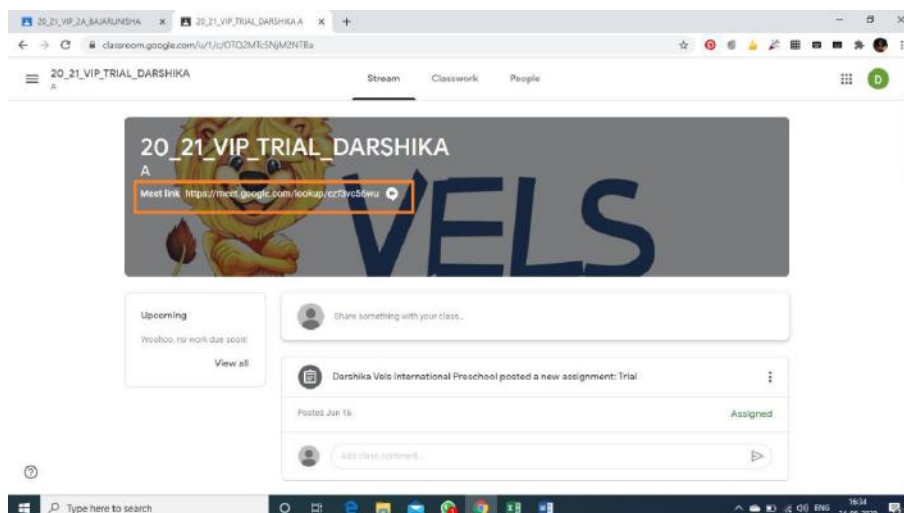 20_21_VIP_2A_BAJARUNISHA
20_21_VIP_TRIAL_DARSHIKA A
classroom.google.com/u/1/c/OTQ2MTc5NjM2NTBa
20_21_VIP_TRIAL_DARSHIKA
A
Stream
Classwork
People
D
20_21_VIP_TRIAL_DARSHIKA
A
Meet link https://meet.google.com/lookup/
VELS
Upcoming
Woohoo, no work due soon!
View all
Share something with your class...
Darshika Vels International Preschool posted a new assignment: Trial
Posted Jun 16
Assigned
Add class comment...
Type here to search
ENG
16:34